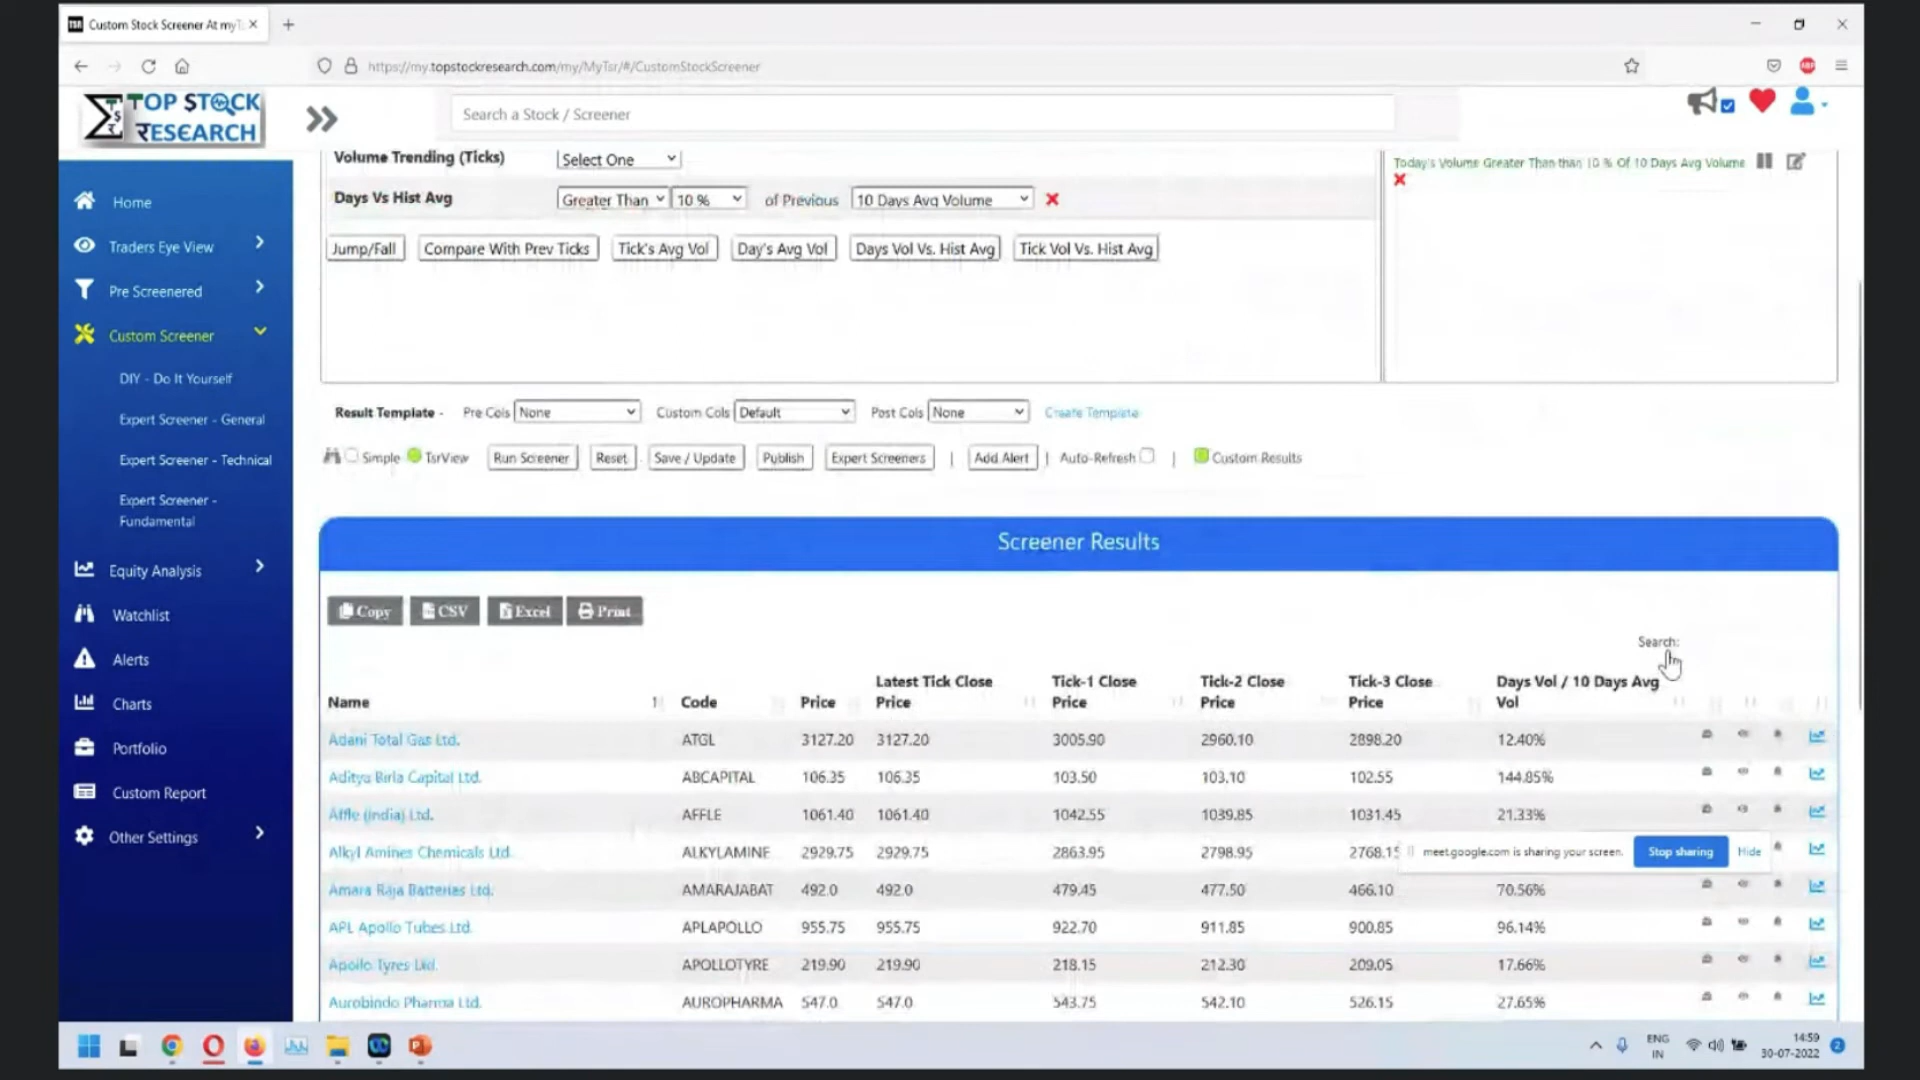 Custom Stock Screener At myT
https://my.topstockresearch.com/my/MyTsr/#/CustomStockScreener
TOP STOCK
RESEARCH
Search a Stock / Screener
Home
Traders Eye View
Pre Screenered
Custom Screener
DIY - Do It Yourself
Expert Screener - General
Expert Screener - Technical
Expert Screener -
Fundamental
Equity Analysis
Watchlist
Alerts
Charts
Portfolio
Custom Report
Other Settings
Volume Trending (Ticks) Select One
Days Vs Hist Avg Greater Than 10 % of Previous 10 Days Avg Volume
Jump/Fall Compare With Prev Ticks Tick's Avg Vol Day's Avg Vol Days Vol Vs. Hist Avg Tick Vol Vs. Hist Avg
Today's Volume Greater Than than 10 % Of 10 Days Avg Volume
Result Template - Pre Cols None Custom Cols Default Post Cols None Create Template
Simple TsrView Run Screener Reset Save / Update Publish Expert Screeners | Add Alert | Auto-Refresh | Custom Results
Screener Results
Copy CSV Excel Print
Search:
Name Code Price Latest Tick Close Price Tick-1 Close Price Tick-2 Close Price Tick-3 Close Price Days Vol / 10 Days Avg Vol
Adani Total Gas Ltd. ATGL 3127.20 3127.20 3005.90 2960.10 2898.20 12.40%
Aditya Birla Capital Ltd. ABCAPITAL 106.35 106.35 103.50 103.10 102.55 144.85%
Affle (India) Ltd. AFFLE 1061.40 1061.40 1042.55 1039.85 1031.45 21.33%
Alkyl Amines Chemicals Ltd. ALKYLAMINE 2929.75 2929.75 2863.95 2798.95 2768.15
meet.google.com is sharing your screen. Stop sharing Hide
Amara Raja Batteries Ltd. AMARAJABAT 492.0 492.0 479.45 477.50 466.10 70.56%
APL Apollo Tubes Ltd. APLAPOLLO 955.75 955.75 922.70 911.85 900.85 96.14%
Apollo Tyres Ltd. APOLLOTYRE 219.90 219.90 218.15 212.30 209.05 17.66%
Aurobindo Pharma Ltd. AUROPHARMA 547.0 547.0 543.75 542.10 526.15 27.65%
ENG
IN
14:59
30-07-2022
2